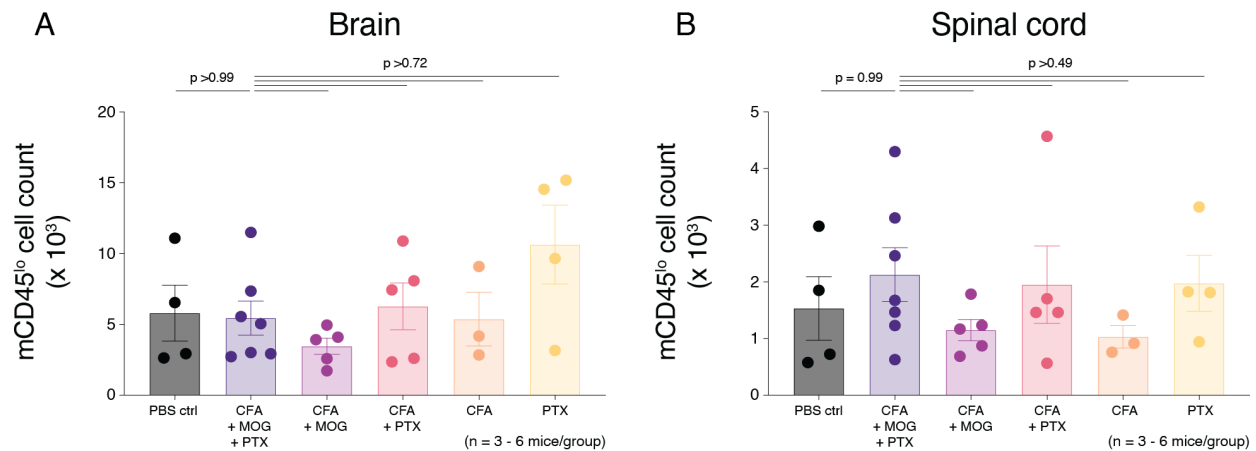 A
Brain
p >0.72
p >0.99
mCD45lo cell count
(x 10³)
20
15
10
5
0
PBS ctrl
CFA
+ MOG
+ PTX
CFA
+ MOG
CFA
+ PTX
CFA
PTX
(n = 3 - 6 mice/group)
B
Spinal cord
p >0.49
p = 0.99
mCD45lo cell count
(x 10³)
5
4
3
2
1
0
PBS ctrl
CFA
+ MOG
+ PTX
CFA
+ MOG
CFA
+ PTX
CFA
PTX
(n = 3 - 6 mice/group)